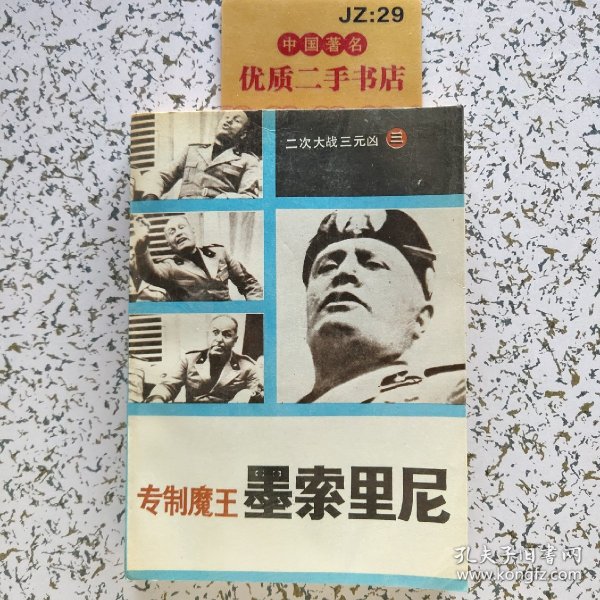 JZ:29
中国著名
优质二手书店
二次大战三元凶 三
专制魔王 墨索里尼
孔夫子旧书网
www.kongfz.com